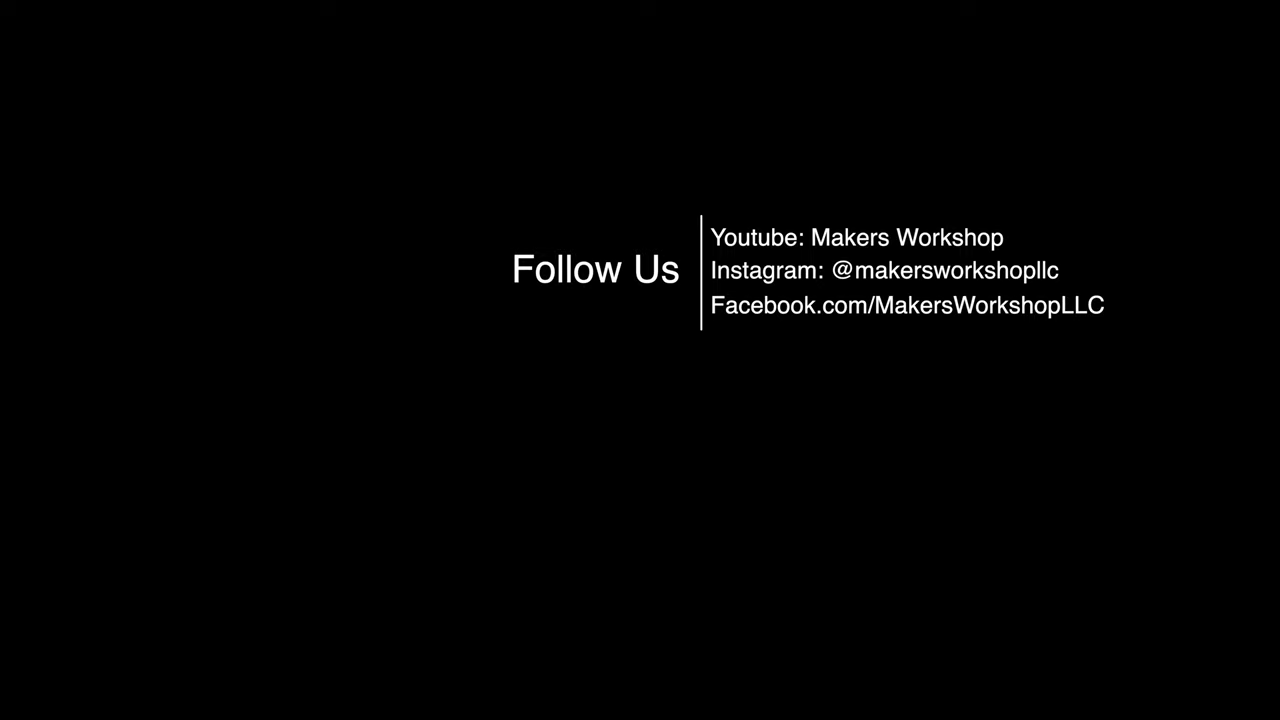 Follow Us
Youtube: Makers Workshop
Instagram: @makersworkshopllc
Facebook.com/MakersWorkshopLLC